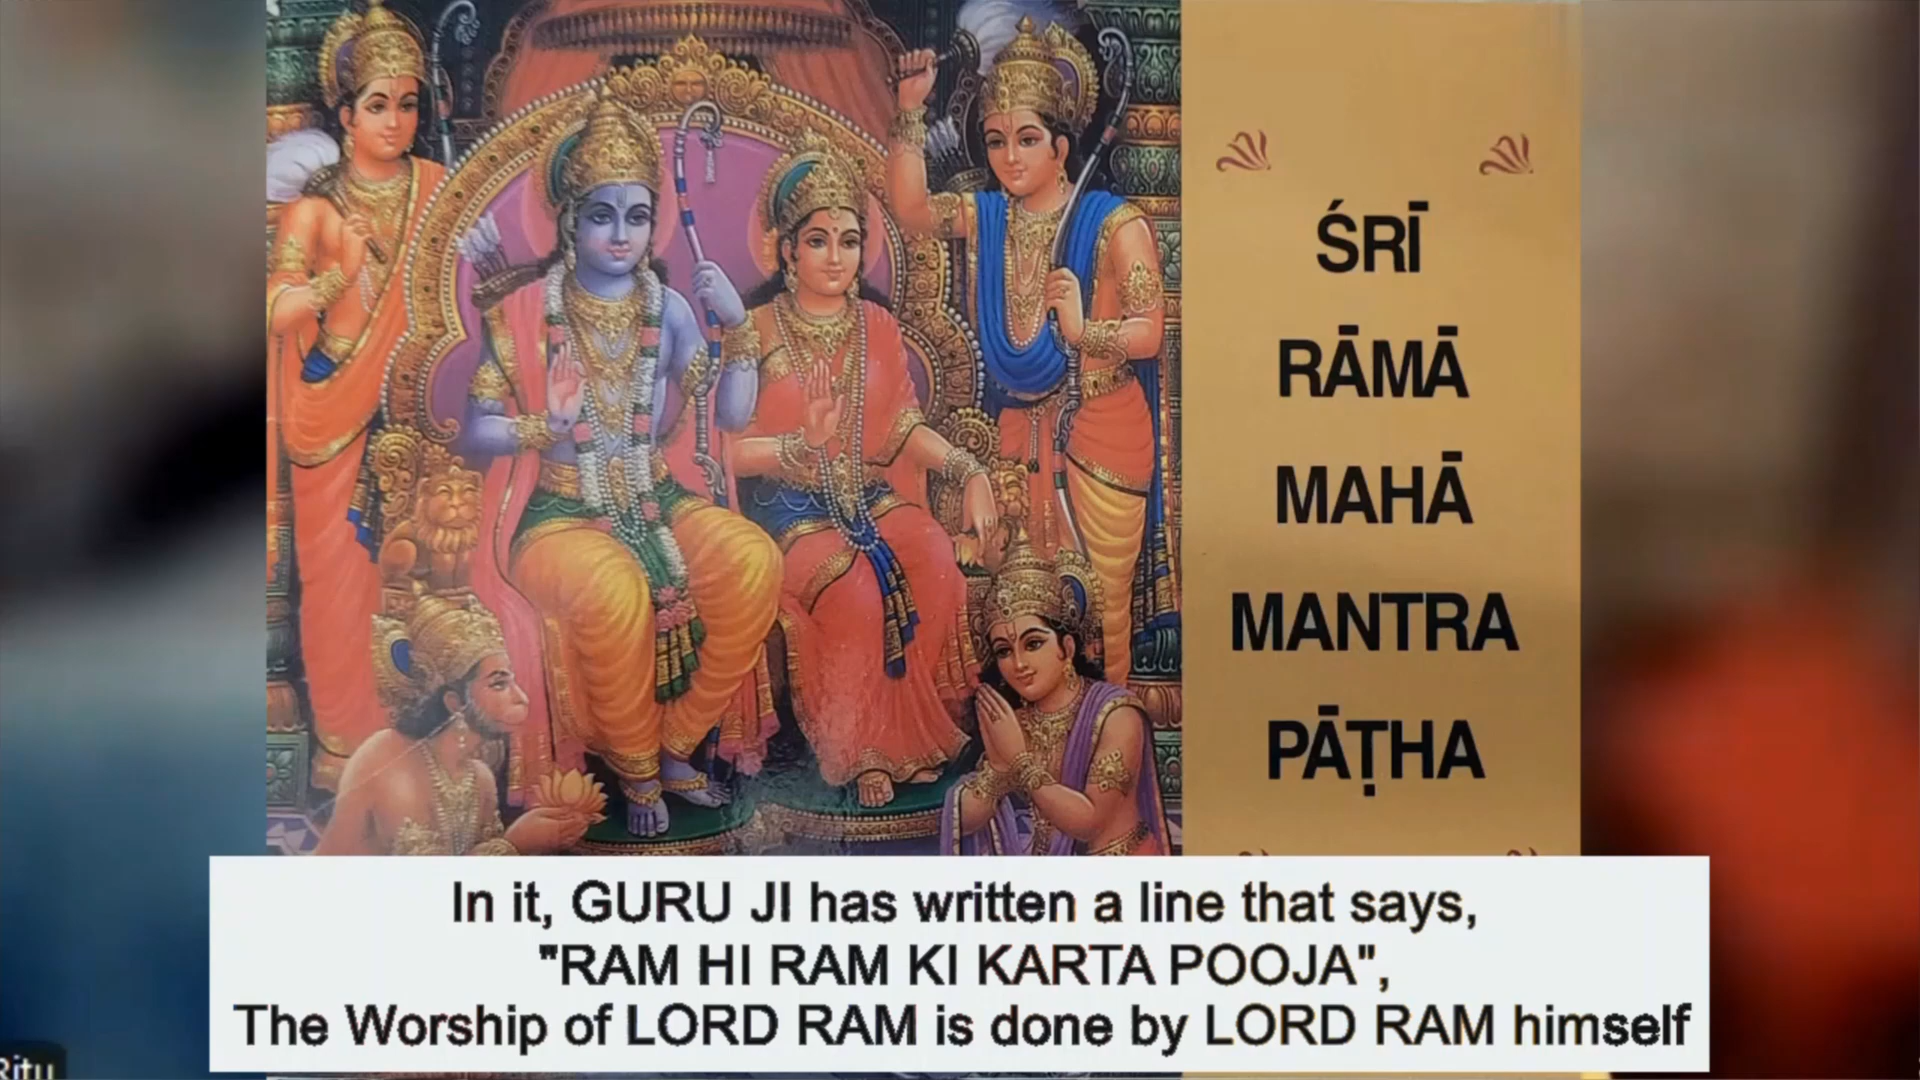 ŚRĪ
RĀMĀ
MAHĀ
MANTRA
PĀṬHA
In it, GURU JI has written a line that says,
"RAM HI RAM KI KARTA POOJA",
The Worship of LORD RAM is done by LORD RAM himself
Ritu